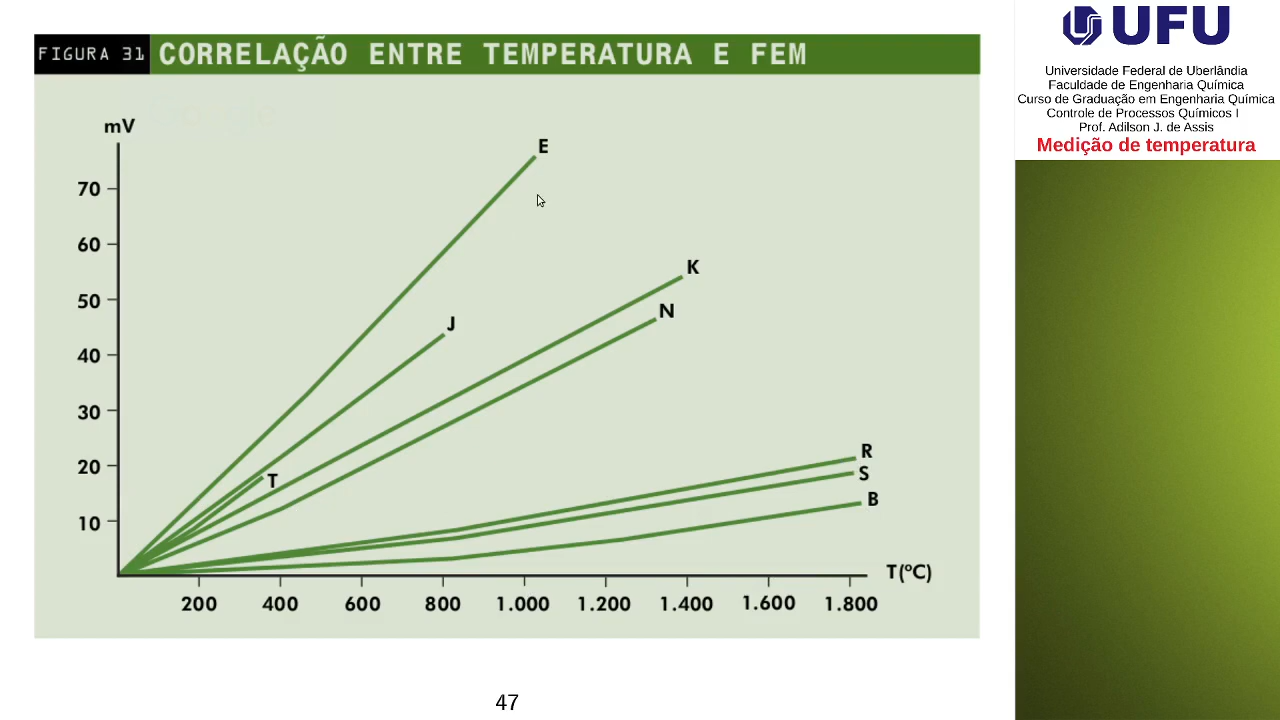 FIGURA 31 CORRELAÇÃO ENTRE TEMPERATURA E FEM
mV
70
60
50
40
30
20
10
E
K
N
J
T
R
S
B
T(ºC)
200 400 600 800 1.000 1.200 1.400 1.600 1.800
47
UFU
Universidade Federal de Uberlândia
Faculdade de Engenharia Química
Curso de Graduação em Engenharia Química
Controle de Processos Químicos I
Prof. Adilson J. de Assis
Medição de temperatura